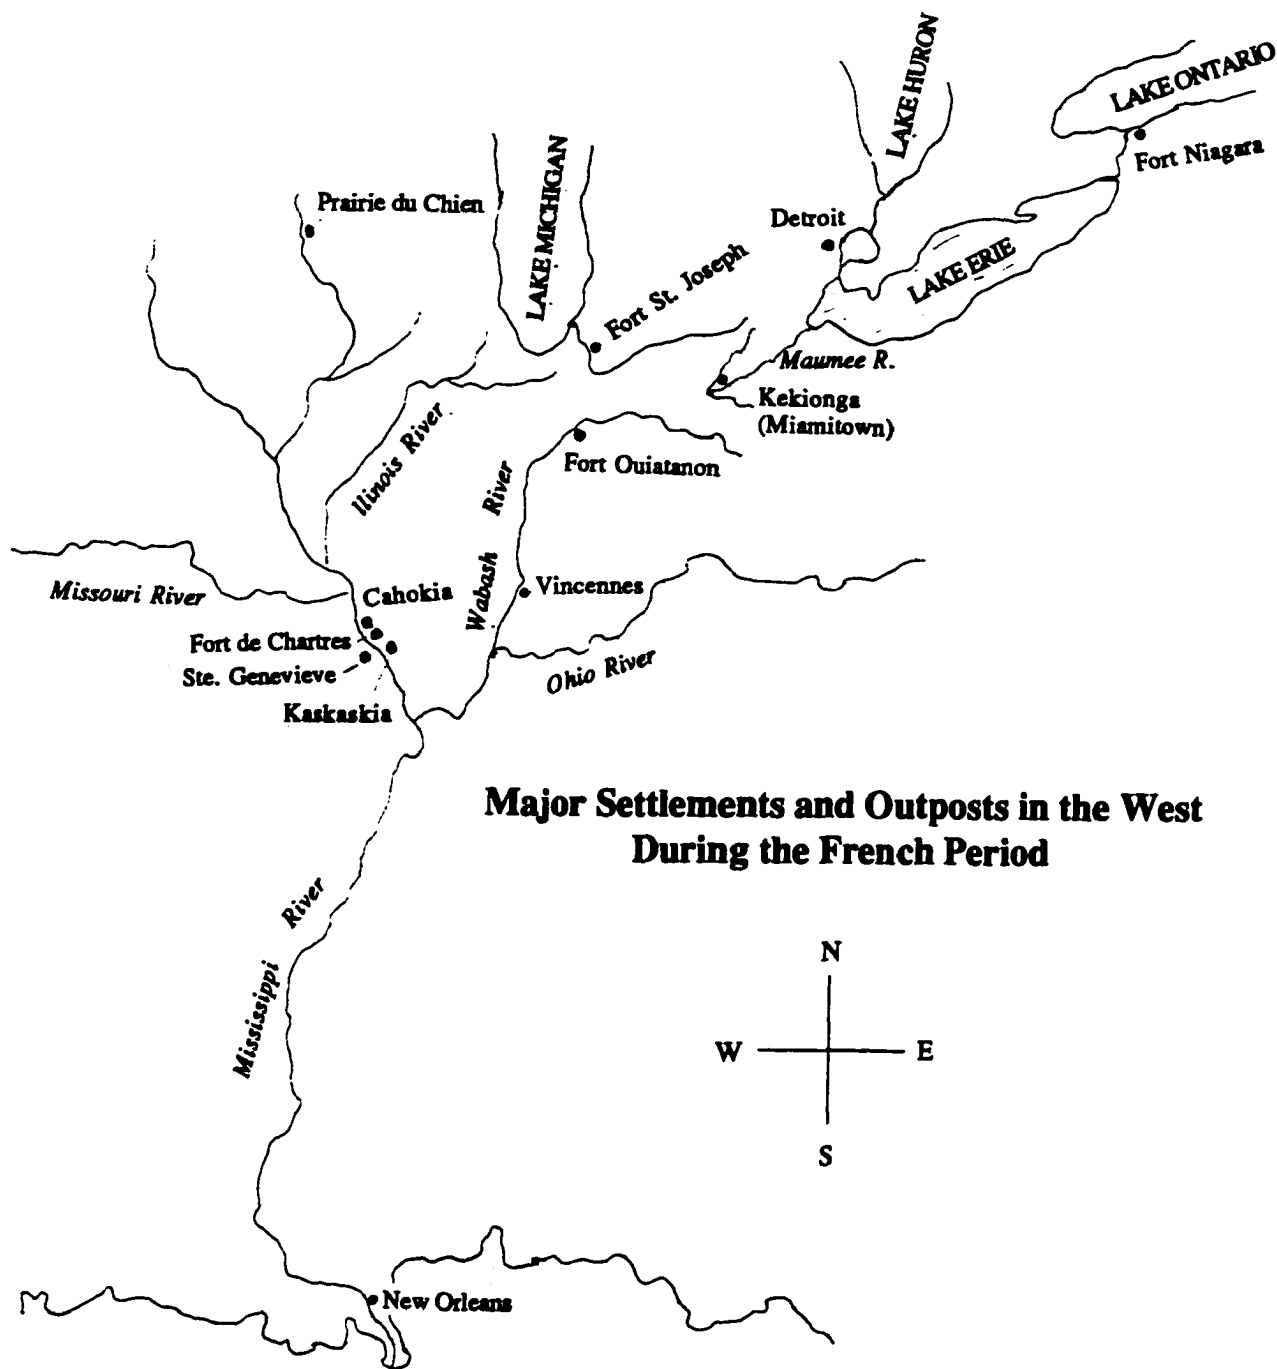 LAKE HURON
LAKE ONTARIO
Fort Niagara
LAKE MICHIGAN
Prairie du Chien
Detroit
LAKE ERIE
Fort St. Joseph
Maumee R.
Kekionga
(Miamitown)
Illinois River
Fort Ouiatanon
Wabash River
Missouri River
Cahokia
Vincennes
Fort de Chartres
Ste. Genevieve
Ohio River
Kaskaskia
Major Settlements and Outposts in the West
During the French Period
Mississippi River
N
W E
S
New Orleans